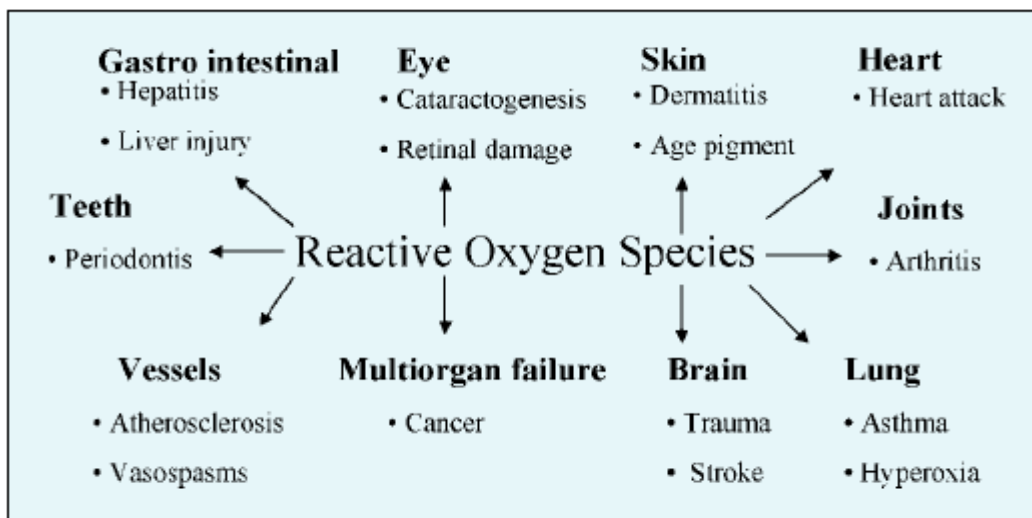 Gastro intestinal
• Hepatitis
• Liver injury
Eye
• Cataractogenesis
• Retinal damage
Skin
• Dermatitis
• Age pigment
Heart
• Heart attack
Teeth
• Periodontis
Reactive Oxygen Species
Joints
• Arthritis
Vessels
• Atherosclerosis
• Vasospasms
Multiorgan failure
• Cancer
Brain
• Trauma
• Stroke
Lung
• Asthma
• Hyperoxia